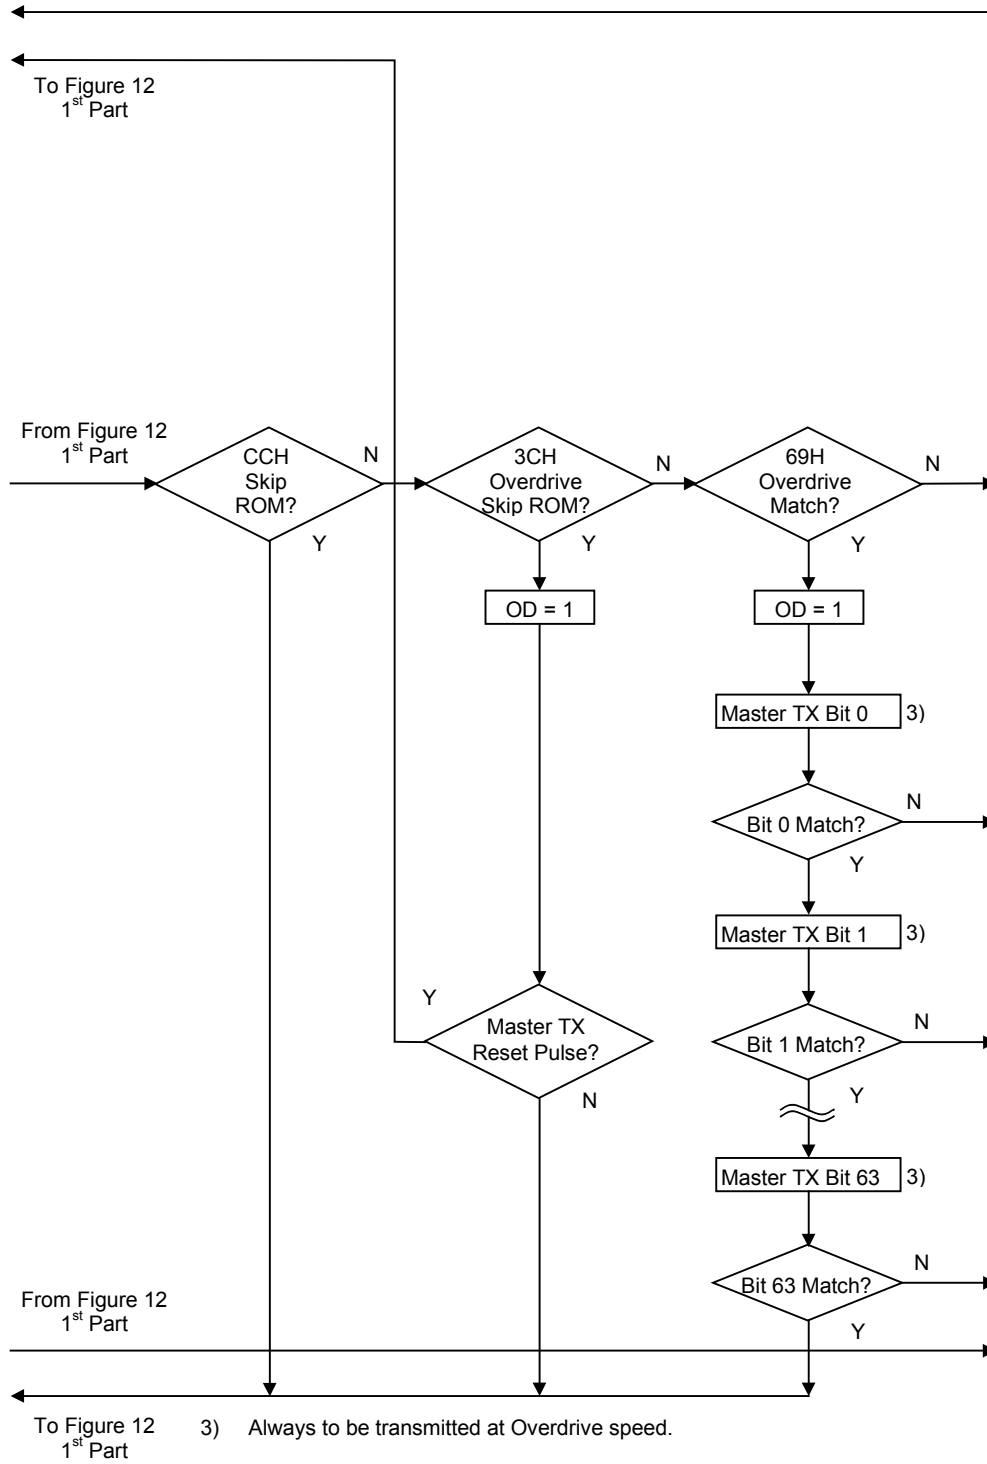 To Figure 12
1st Part
From Figure 12
1st Part
CCH
Skip
ROM?
N
Y
3CH
Overdrive
Skip ROM?
N
Y
69H
Overdrive
Match?
N
Y
OD = 1
OD = 1
Master TX Bit 0
3)
Bit 0 Match?
N
Y
Master TX Bit 1
3)
Y
Master TX
Reset Pulse?
N
Bit 1 Match?
N
Y
Master TX Bit 63
3)
Bit 63 Match?
N
Y
From Figure 12
1st Part
To Figure 12
1st Part
3) Always to be transmitted at Overdrive speed.